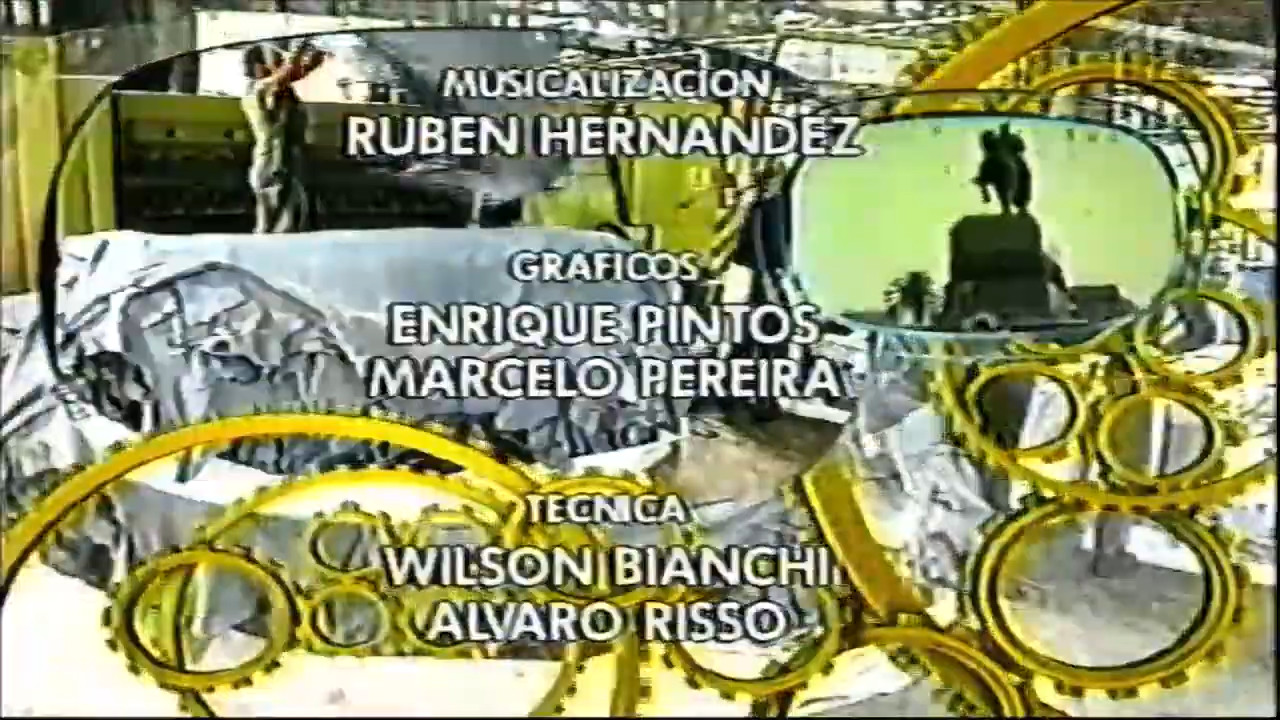 MUSICALIZACION
RUBEN HERNANDEZ
GRAFICOS
ENRIQUE PINTOS
MARCELO PEREIRA
TECNICA
WILSON BIANCHI
ALVARO RISSO